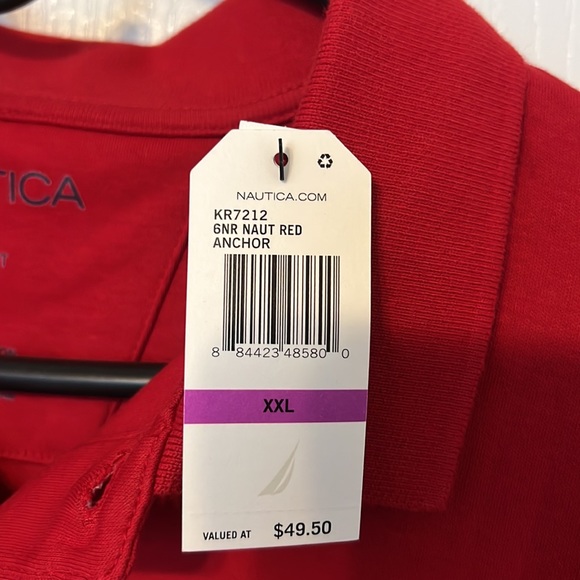 TICA
NAUTICA.COM
KR7212
6NR NAUT RED
ANCHOR
8 84423 48580 0
XXL
VALUED AT $49.50